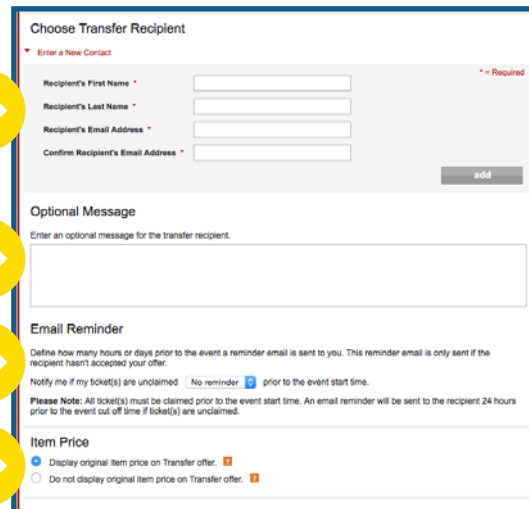 Choose Transfer Recipient
Enter a New Contact
* = Required
Recipient's First Name *
Recipient's Last Name *
Recipient's Email Address *
Confirm Recipient's Email Address *
add
Optional Message
Enter an optional message for the transfer recipient.
Email Reminder
Define how many hours or days prior to the event a reminder email is sent to you. This reminder email is only sent if the
recipient hasn't accepted your offer.
Notify me if my ticket(s) are unclaimed No reminder prior to the event start time.
Please Note: All ticket(s) must be claimed prior to the event start time. An email reminder will be sent to the recipient 24 hours
prior to the event cut off time if ticket(s) are unclaimed.
Item Price
Display original item price on Transfer offer. ?
Do not display original item price on Transfer offer. ?